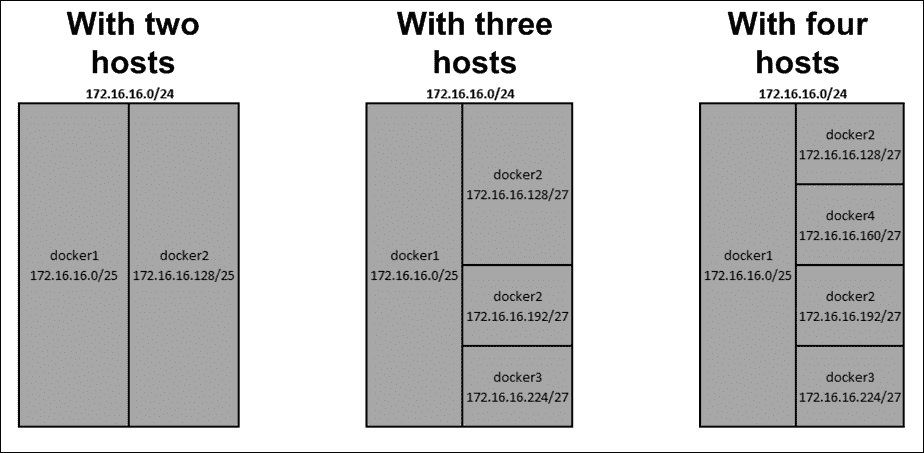 With two
hosts
172.16.16.0/24
docker1
172.16.16.0/25
docker2
172.16.16.128/25
With three
hosts
172.16.16.0/24
docker1
172.16.16.0/25
docker2
172.16.16.128/27
docker2
172.16.16.192/27
docker3
172.16.16.224/27
With four
hosts
172.16.16.0/24
docker1
172.16.16.0/25
docker2
172.16.16.128/27
docker4
172.16.16.160/27
docker2
172.16.16.192/27
docker3
172.16.16.224/27